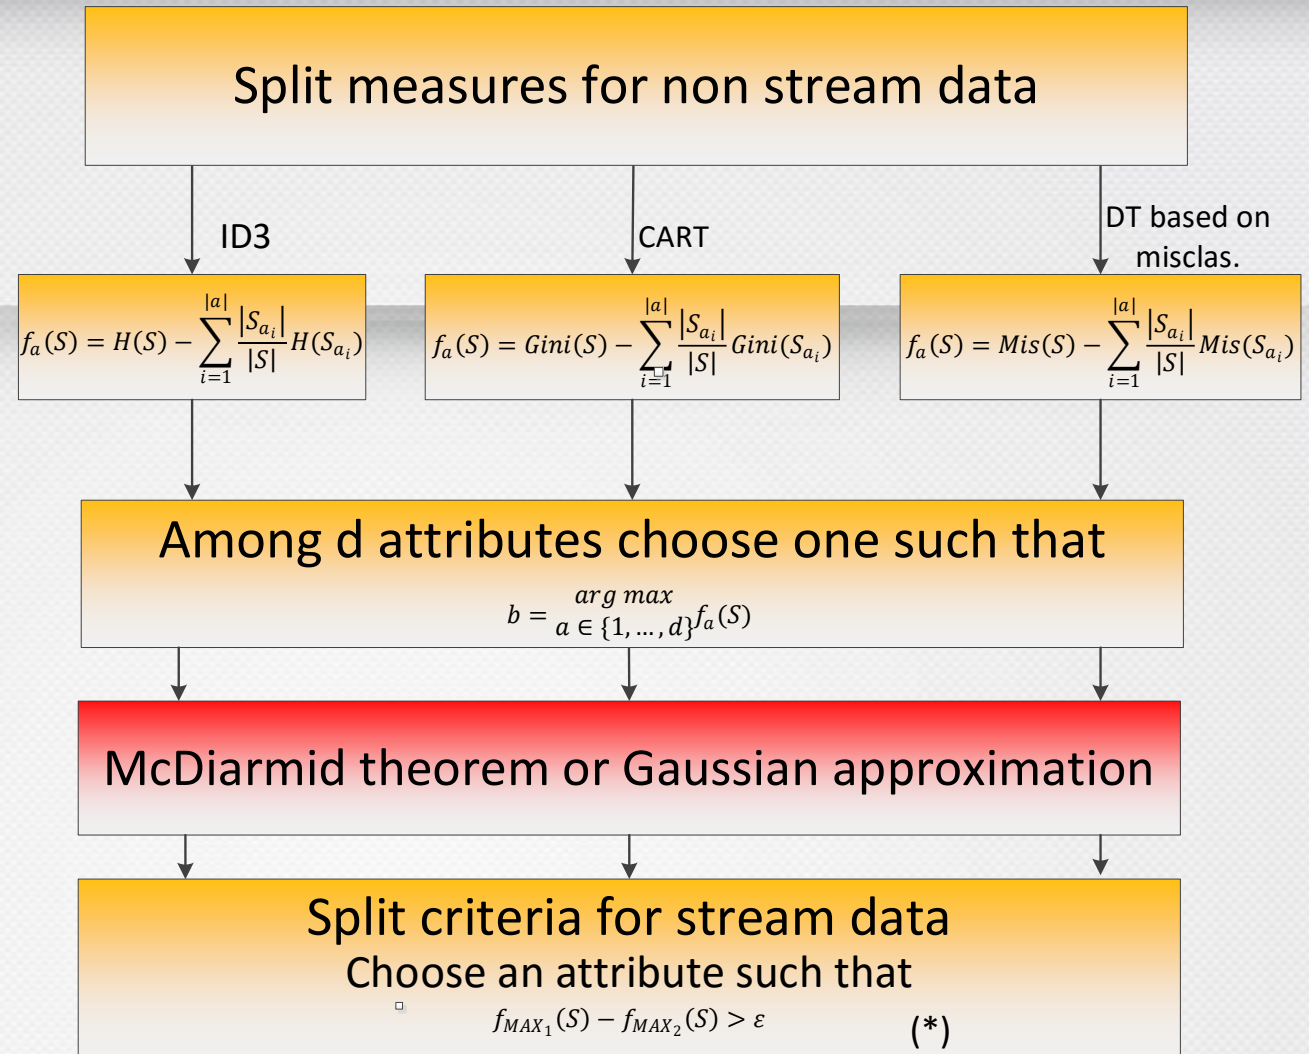 Split measures for non stream data
ID3
CART
DT based on
misclas.
f_a(S) = H(S) − ∑_{i=1}^{|a|} |S_{a_i}|/|S| H(S_{a_i})
f_a(S) = Gini(S) − ∑_{i=1}^{|a|} |S_{a_i}|/|S| Gini(S_{a_i})
f_a(S) = Mis(S) − ∑_{i=1}^{|a|} |S_{a_i}|/|S| Mis(S_{a_i})
Among d attributes choose one such that
b = arg max_{a ∈ {1, ..., d}} f_a(S)
McDiarmid theorem or Gaussian approximation
Split criteria for stream data
Choose an attribute such that
f_{MAX_1}(S) − f_{MAX_2}(S) > ε (*)